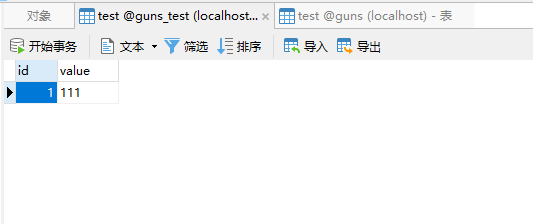 对象 test @guns_test (localhost... test @guns (localhost) - 表
开始事务 文本 筛选 排序 导入 导出
id value
1 111